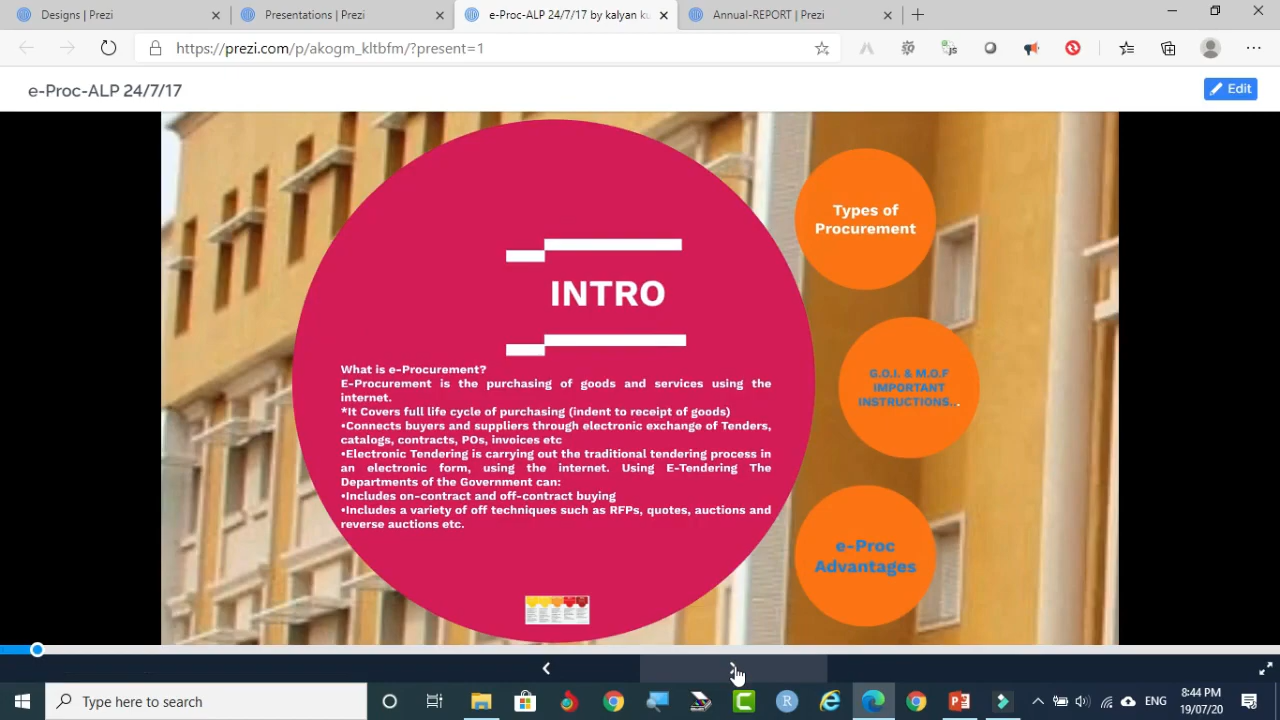 Designs | Prezi
Presentations | Prezi
e-Proc-ALP 24/7/17 by kalyan ku
Annual-REPORT | Prezi
https://prezi.com/p/akogm_kltbfm/?present=1
e-Proc-ALP 24/7/17
Edit
INTRO
What is e-Procurement?
E-Procurement is the purchasing of goods and services using the
internet.
*It Covers full life cycle of purchasing (indent to receipt of goods)
•Connects buyers and suppliers through electronic exchange of Tenders,
catalogs, contracts, POs, invoices etc
•Electronic Tendering is carrying out the traditional tendering process in
an electronic form, using the internet. Using E-Tendering The
Departments of the Government can:
•Includes on-contract and off-contract buying
•Includes a variety of off techniques such as RFPs, quotes, auctions and
reverse auctions etc.
Types of
Procurement
G.O.I. & M.O.F
IMPORTANT
INSTRUCTIONS...
e-Proc
Advantages
Type here to search
ENG
8:44 PM
19/07/20